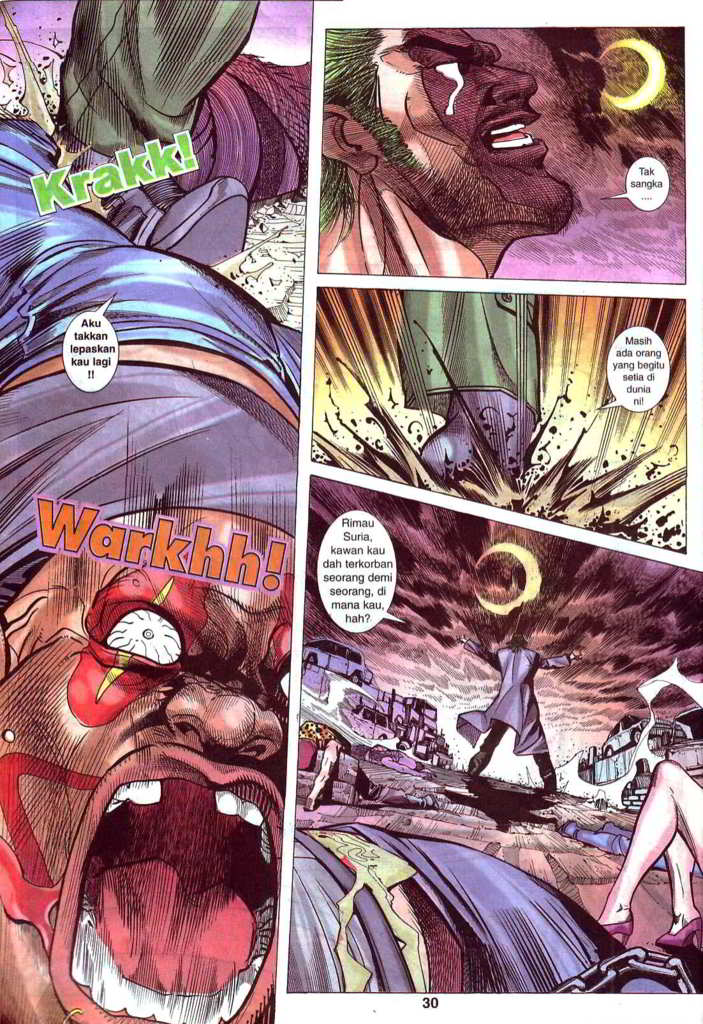 Krakk!
Aku
takkan
lepaskan
kau lagi
!!
Warkhh!
Tak
sangka
....
Masih
ada orang
yang begitu
setia di
dunia
ni!
Rimau
Suria,
kawan kau
dah terkorban
seorang demi
seorang, di
mana kau,
hah?
30